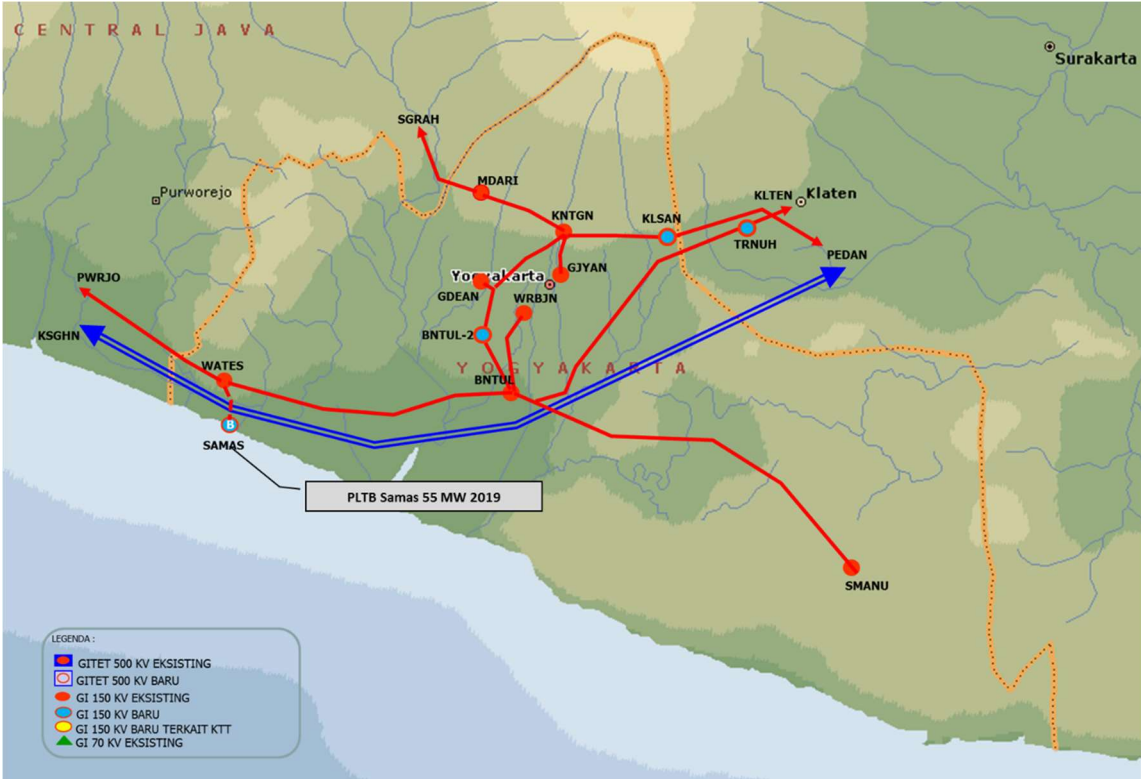 CENTRAL JAVA
Surakarta
SGRAH
MDARI
Purworejo
KLTEN
Klaten
KNTGN
KLSAN
TRNUH
PEDAN
PWRJO
Yogyakarta
GJYAN
GDEAN
WRBJN
KSGHN
BNTUL-2
WATES
YOGYAKARTA
BNTUL
B
SAMAS
PLTB Samas 55 MW 2019
SMANU
LEGENDA :
GITET 500 KV EKSISTING
GITET 500 KV BARU
GI 150 KV EKSISTING
GI 150 KV BARU
GI 150 KV BARU TERKAIT KTT
GI 70 KV EKSISTING